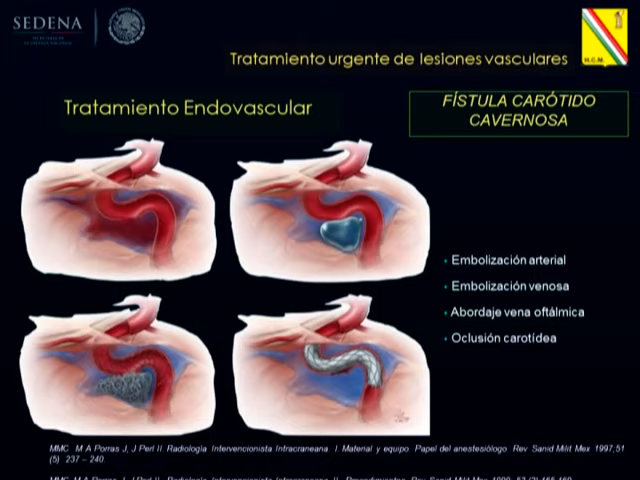 SEDENA
Tratamiento urgente de lesiones vasculares
H.C.M.
Tratamiento Endovascular
FÍSTULA CARÓTIDO
CAVERNOSA
• Embolización arterial
• Embolización venosa
• Abordaje vena oftálmica
• Oclusión carotídea
MMC M A Porras J, J Perl II. Radiología Intervencionista Intracraneana. I. Material y equipo. Papel del anestesiólogo. Rev Sanid Milit Mex 1997;51
(5) 237 – 240.